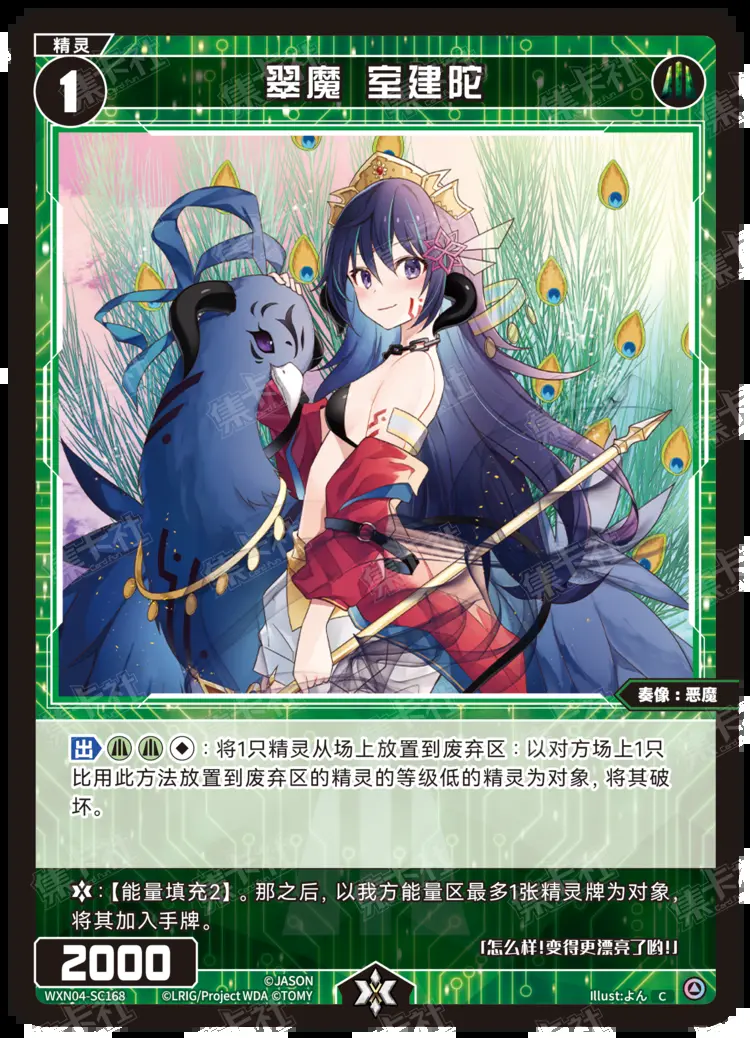 精灵
1
翠魔 室建陀
奏像：恶魔
出 ：将1只精灵从场上放置到废弃区：以对方场上1只
比用此方法放置到废弃区的精灵的等级低的精灵为对象，将其破
坏。
：【能量填充2】。那之后，以我方能量区最多1张精灵牌为对象，
将其加入手牌。
「怎么样！变得更漂亮了哟！」
2000
©JASON
WXN04-SC168 ©LRIG/Project WDA ©TOMY Illust:よん C
集卡社